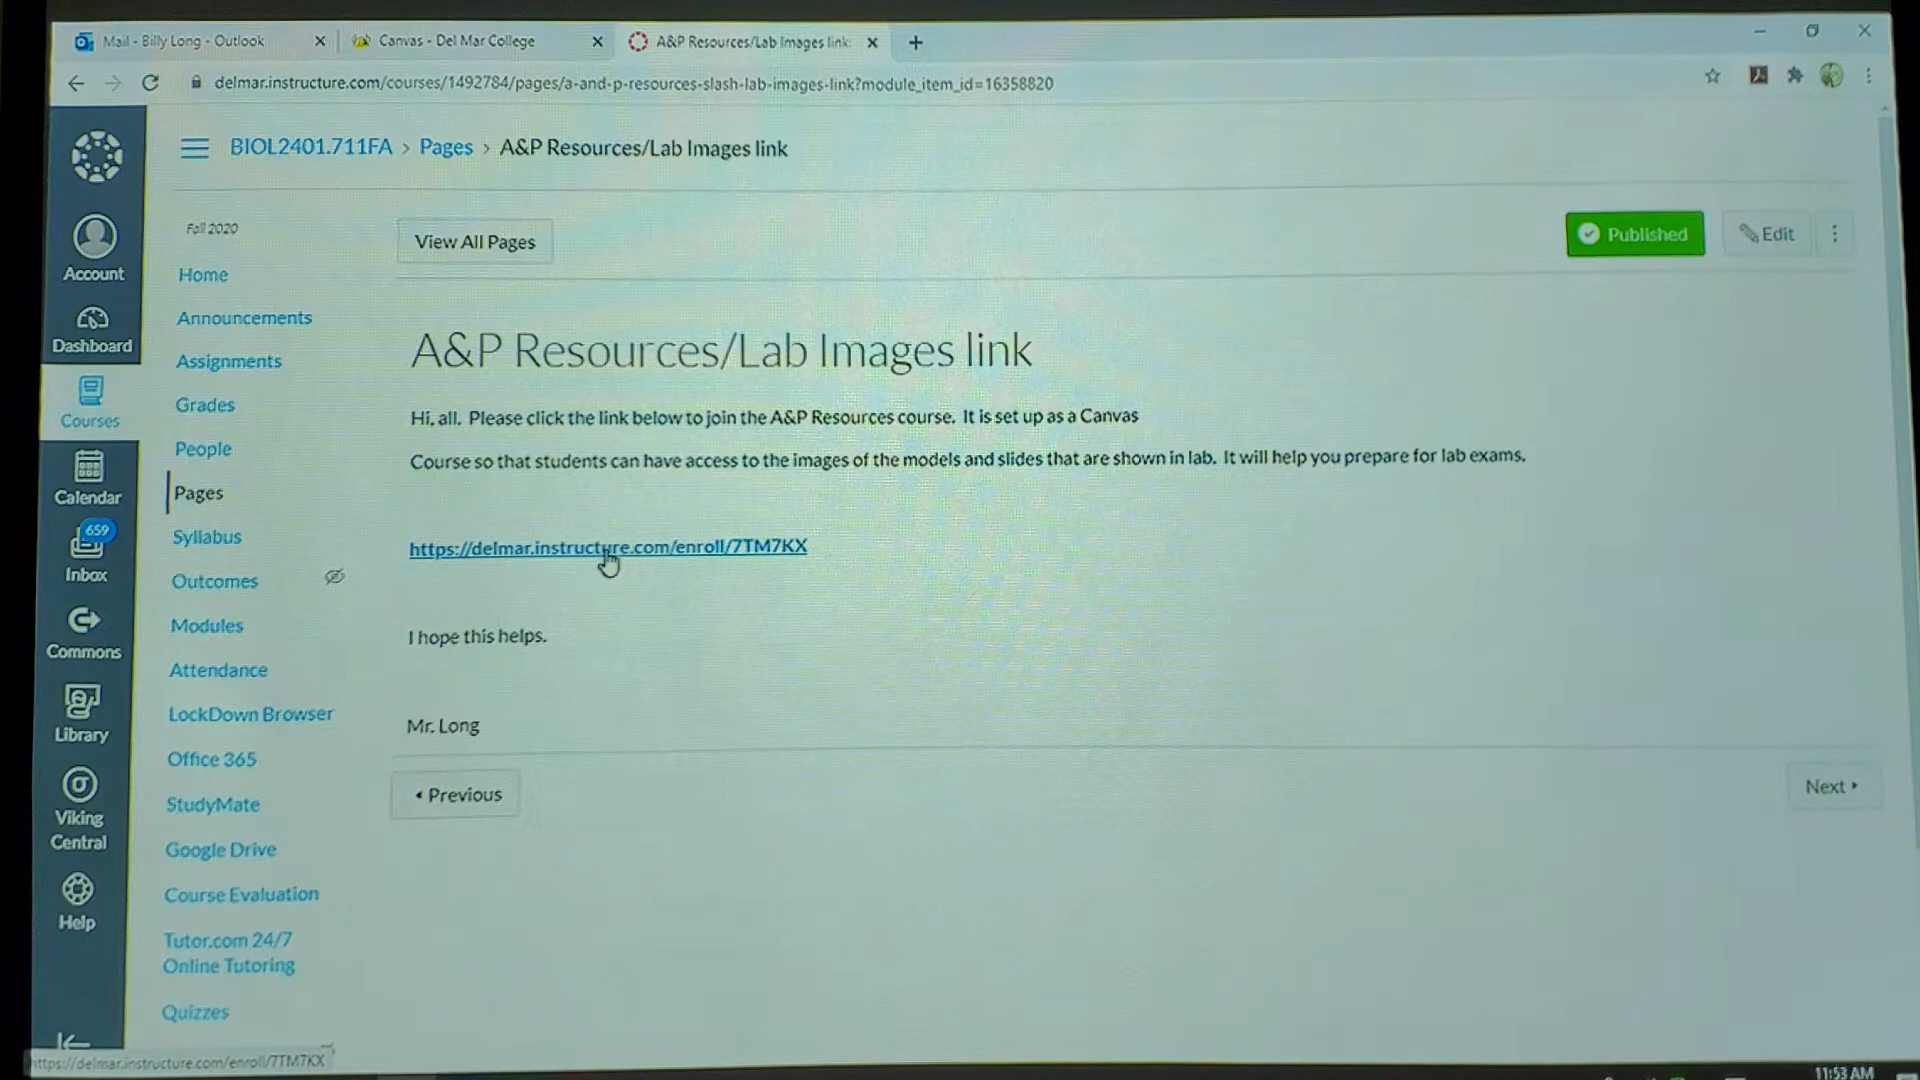 Mail - Billy Long - Outlook
Canvas - Del Mar College
A&P Resources/Lab Images link
delmar.instructure.com/courses/1492784/pages/a-and-p-resources-slash-lab-images-link?module_item_id=16358820
BIOL2401.711FA > Pages > A&P Resources/Lab Images link
Account
Dashboard
Courses
Calendar
659
Inbox
Commons
Library
Viking
Central
Help
Fall 2020
Home
Announcements
Assignments
Grades
People
Pages
Syllabus
Outcomes
Modules
Attendance
LockDown Browser
Office 365
StudyMate
Google Drive
Course Evaluation
Tutor.com 24/7
Online Tutoring
Quizzes
View All Pages
Published
Edit
A&P Resources/Lab Images link
Hi, all. Please click the link below to join the A&P Resources course. It is set up as a Canvas
Course so that students can have access to the images of the models and slides that are shown in lab. It will help you prepare for lab exams.
https://delmar.instructure.com/enroll/7TM7KX
I hope this helps.
Mr. Long
Previous
Next
https://delmar.instructure.com/enroll/7TM7KX
11:53 AM